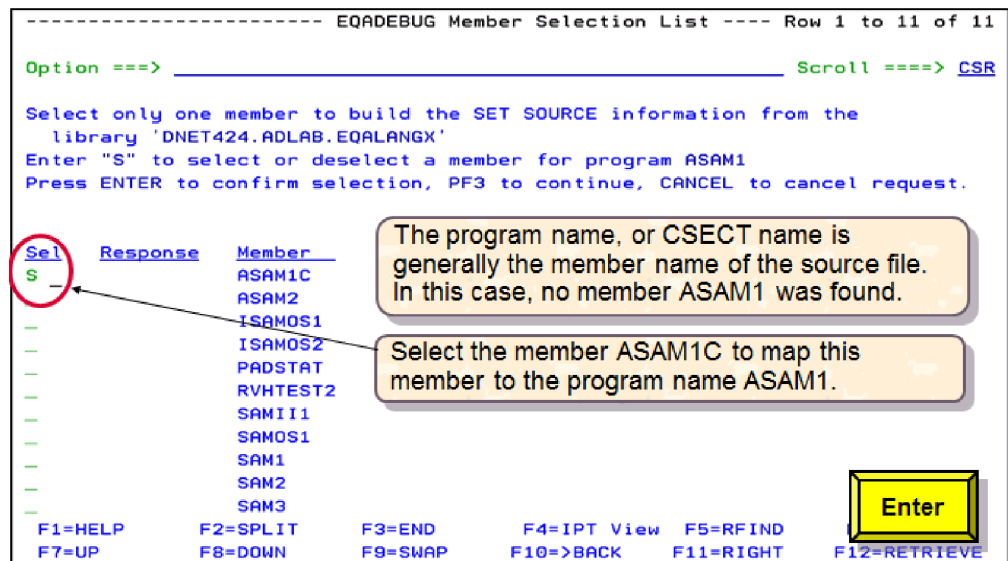 ----------------------- EQADEBUG Member Selection List ---- Row 1 to 11 of 11
Option ===> Scroll ====> CSR
Select only one member to build the SET SOURCE information from the
library 'DNET424.ADLAB.EQALANGX'
Enter "S" to select or deselect a member for program ASAM1
Press ENTER to confirm selection, PF3 to continue, CANCEL to cancel request.
Sel Response Member
S _ ASAM1C
ASAM2
_ ISAMOS1
_ ISAMOS2
_ PADSTAT
_ RVHTEST2
_ SAMII1
_ SAMOS1
_ SAM1
_ SAM2
_ SAM3
The program name, or CSECT name is
generally the member name of the source file.
In this case, no member ASAM1 was found.
Select the member ASAM1C to map this
member to the program name ASAM1.
Enter
F1=HELP F2=SPLIT F3=END F4=IPT View F5=RFIND
F7=UP F8=DOWN F9=SWAP F10=>BACK F11=RIGHT F12=RETRIEVE